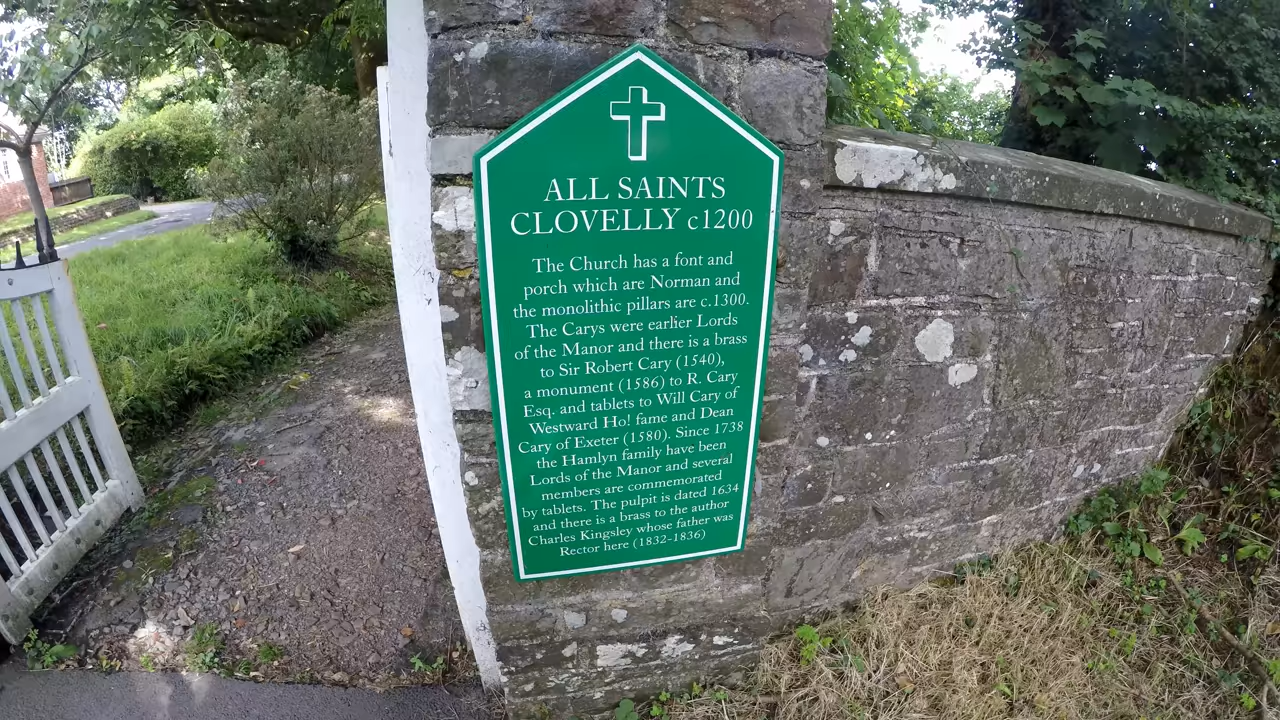 ALL SAINTS
CLOVELLY c1200
The Church has a font and
porch which are Norman and
the monolithic pillars are c.1300.
The Carys were earlier Lords
of the Manor and there is a brass
to Sir Robert Cary (1540),
a monument (1586) to R. Cary
Esq. and tablets to Will Cary of
Westward Ho! fame and Dean
Cary of Exeter (1580). Since 1738
the Hamlyn family have been
Lords of the Manor and several
members are commemorated
by tablets. The pulpit is dated 1634
and there is a brass to the author
Charles Kingsley whose father was
Rector here (1832-1836)